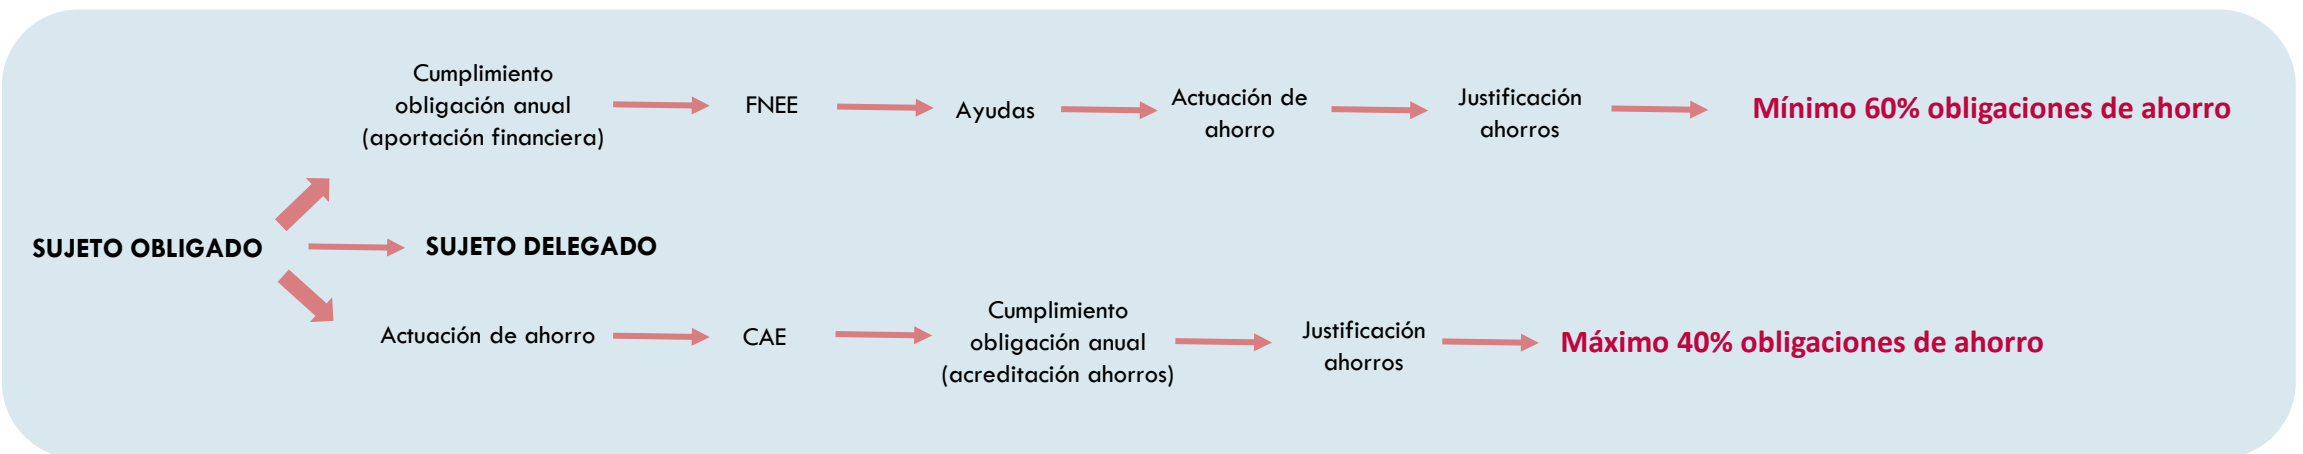 Cumplimiento
obligación anual
(aportación financiera)
FNEE
Ayudas
Actuación de
ahorro
Justificación
ahorros
Mínimo 60% obligaciones de ahorro
SUJETO OBLIGADO
SUJETO DELEGADO
Actuación de ahorro
CAE
Cumplimiento
obligación anual
(acreditación ahorros)
Justificación
ahorros
Máximo 40% obligaciones de ahorro